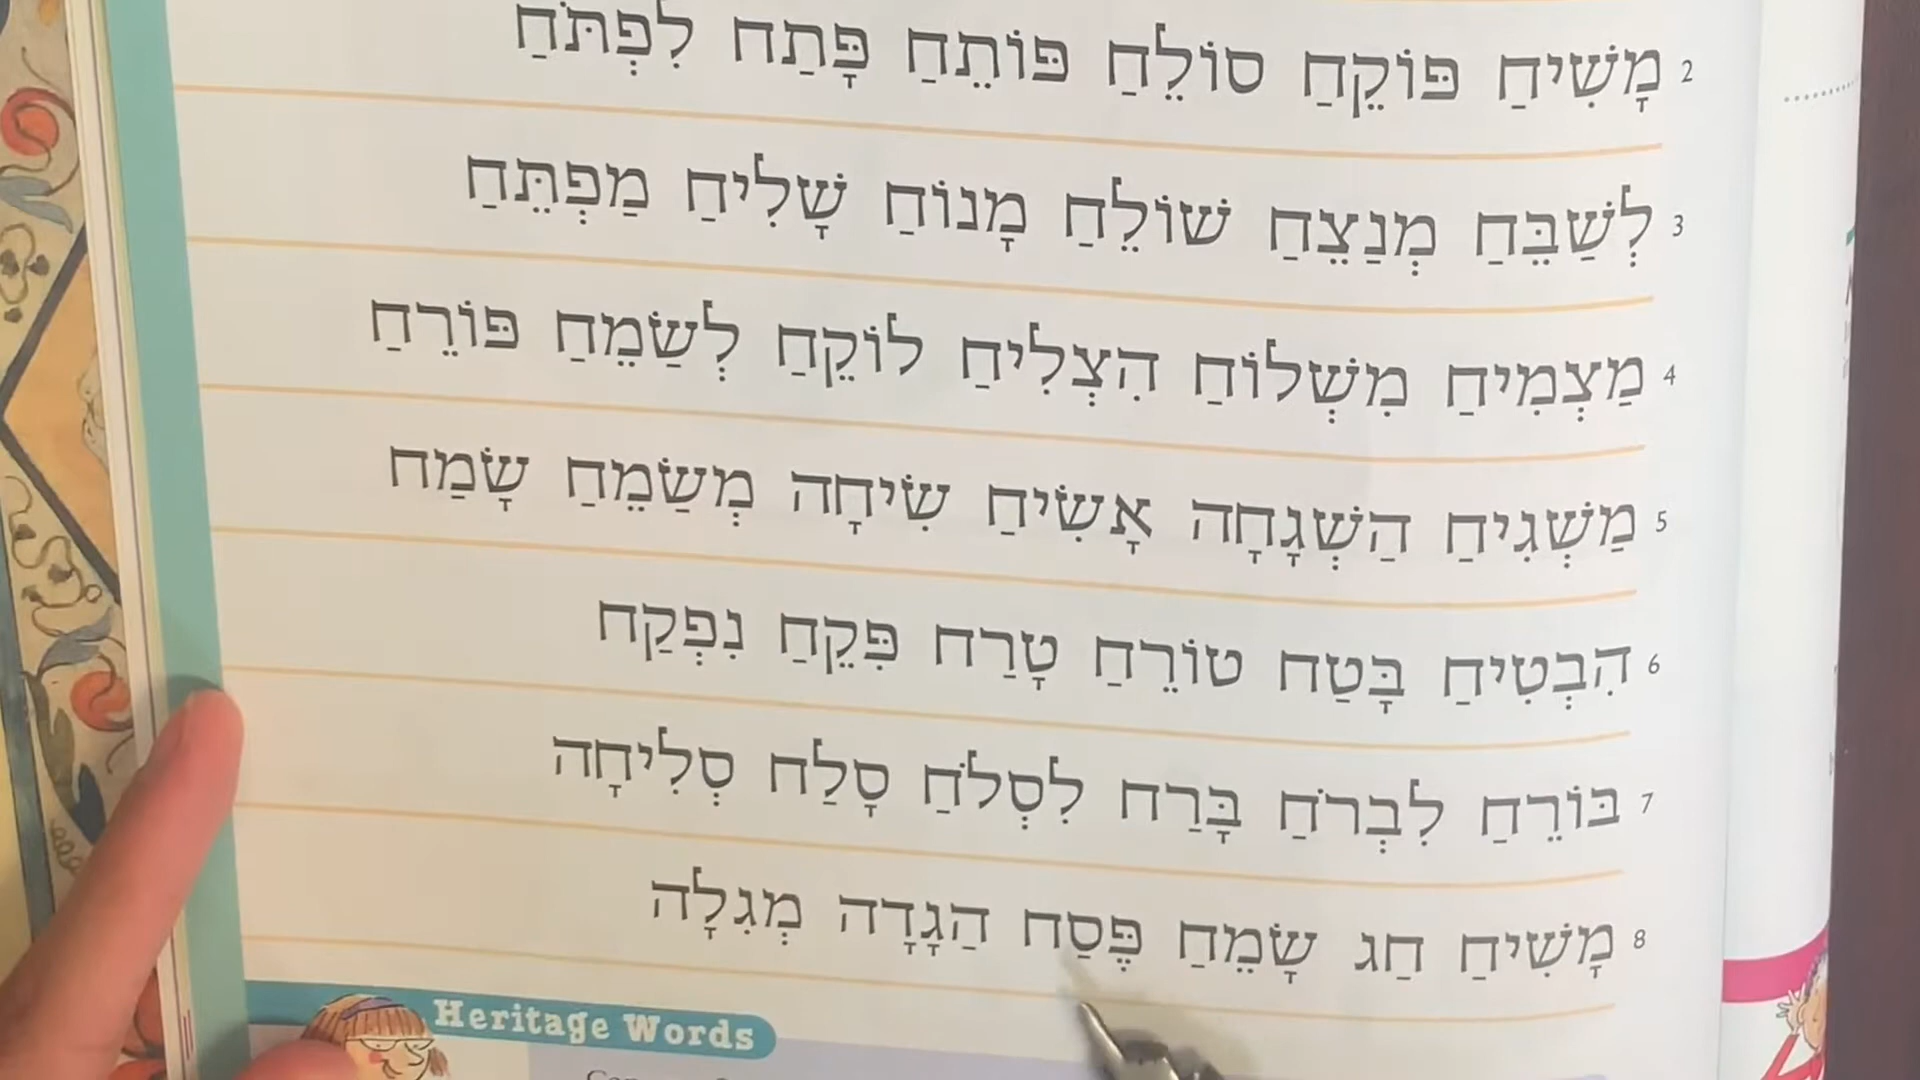 2 מָשִׁיחַ פּוֹקֵחַ סוֹלֵחַ פּוֹתֵחַ פָּתַח לִפְתֹּחַ
3 לְשַׁבֵּחַ מְנַצֵחַ שׁוֹלֵחַ מָנוֹחַ שָׁלִיחַ מַפְתֵּחַ
4 מַצְמִיחַ מִשְׁלוֹחַ הִצְלִיחַ לוֹקֵחַ לְשַׂמֵחַ פּוֹרֵחַ
5 מַשְׁגִיחַ הַשְׁגָחָה אָשִׂיחַ שִׂיחָה מְשַׂמֵחַ שָׂמַח
6 הִבְטִיחַ בָּטַח טוֹרֵחַ טָרַח פִּקֵחַ נִפְקַח
7 בּוֹרֵחַ לִבְרֹחַ בָּרַח לִסְלֹחַ סָלַח סְלִיחָה
8 מָשִׁיחַ חַג שָׂמֵחַ פֶּסַח הַגָדָה מְגִלָה
Heritage Words